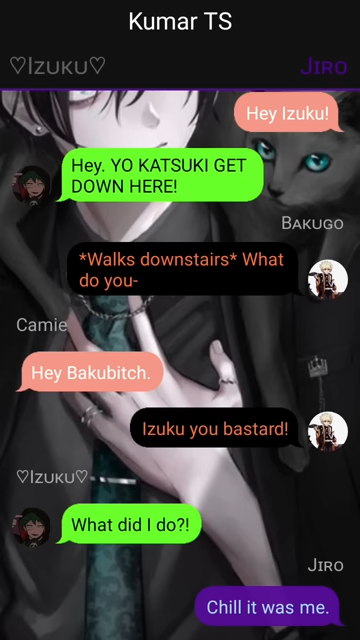 Kumar TS
♡Izuku♡
Jiro
Hey Izuku!
Hey. YO KATSUKI GET
DOWN HERE!
Bakugo
*Walks downstairs* What
do you-
Camie
Hey Bakubitch.
Izuku you bastard!
♡Izuku♡
What did I do?!
Jiro
Chill it was me.